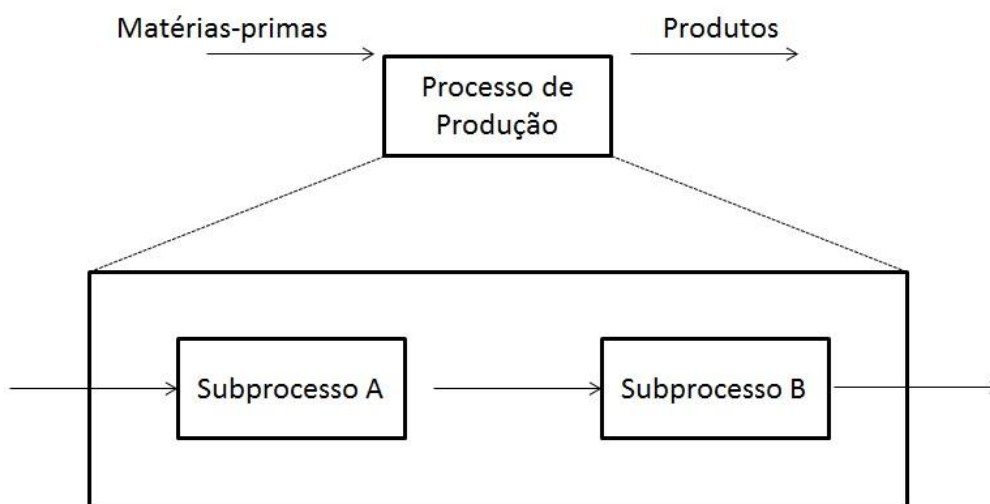 Matérias-primas
Produtos
Processo de
Produção
Subprocesso A
Subprocesso B